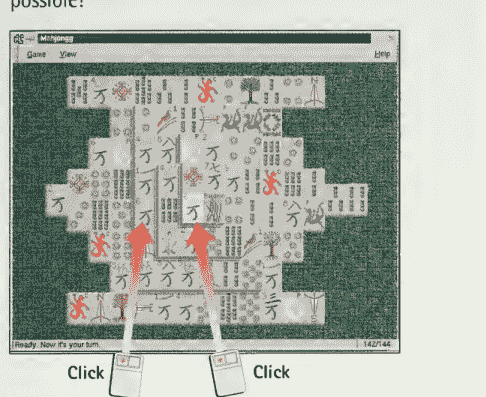 possible?
Mahjongg
Game View Help
Ready. Now it's your turn. 142/144
Click Click